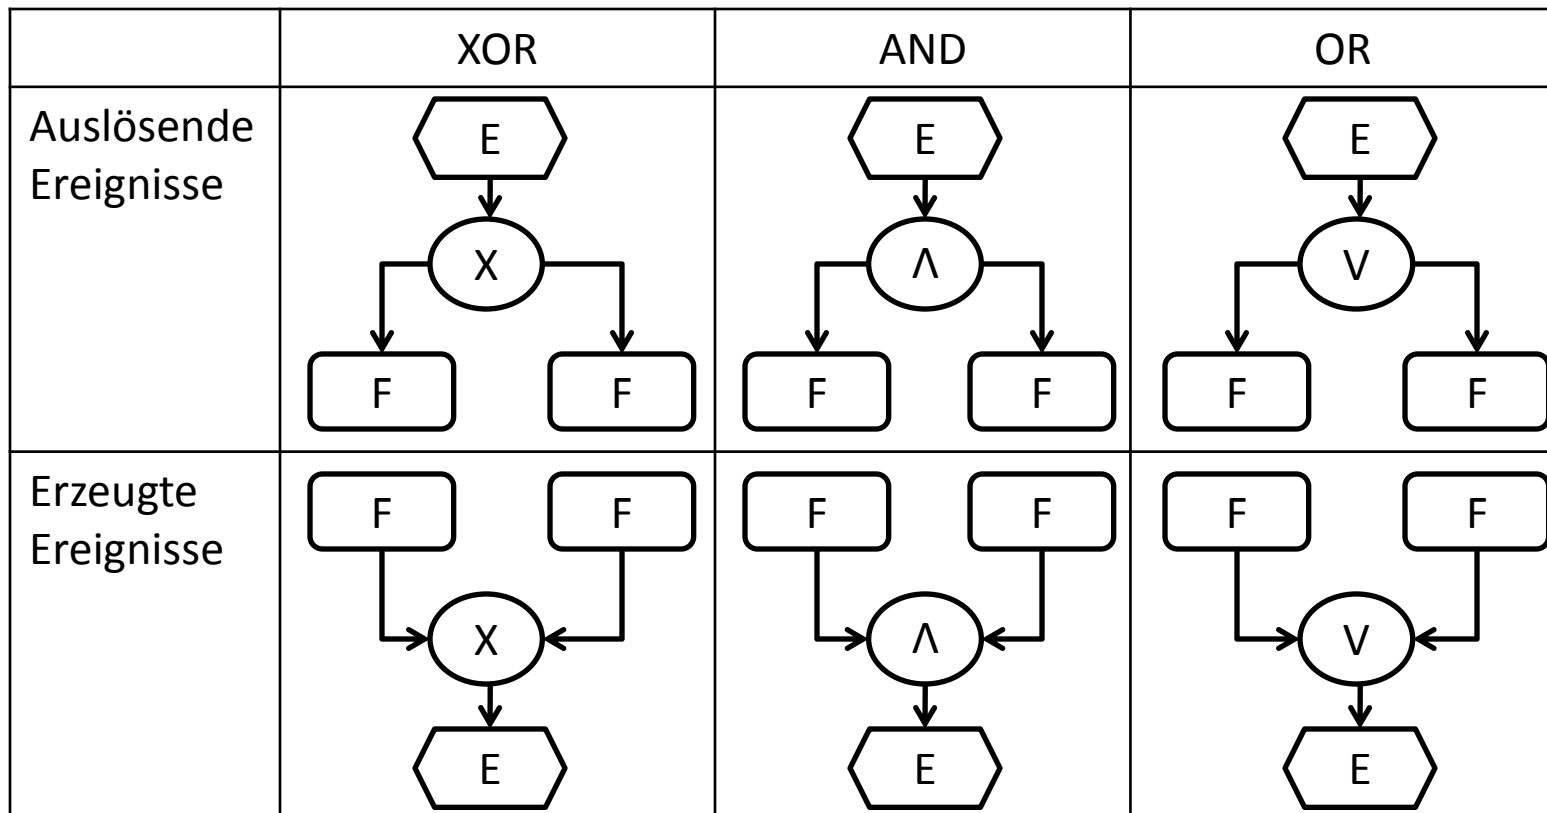 XOR AND OR
Auslösende
Ereignisse
E E E
X Λ V
F F F F F F
Erzeugte
Ereignisse
F F F F F F
X Λ V
E E E